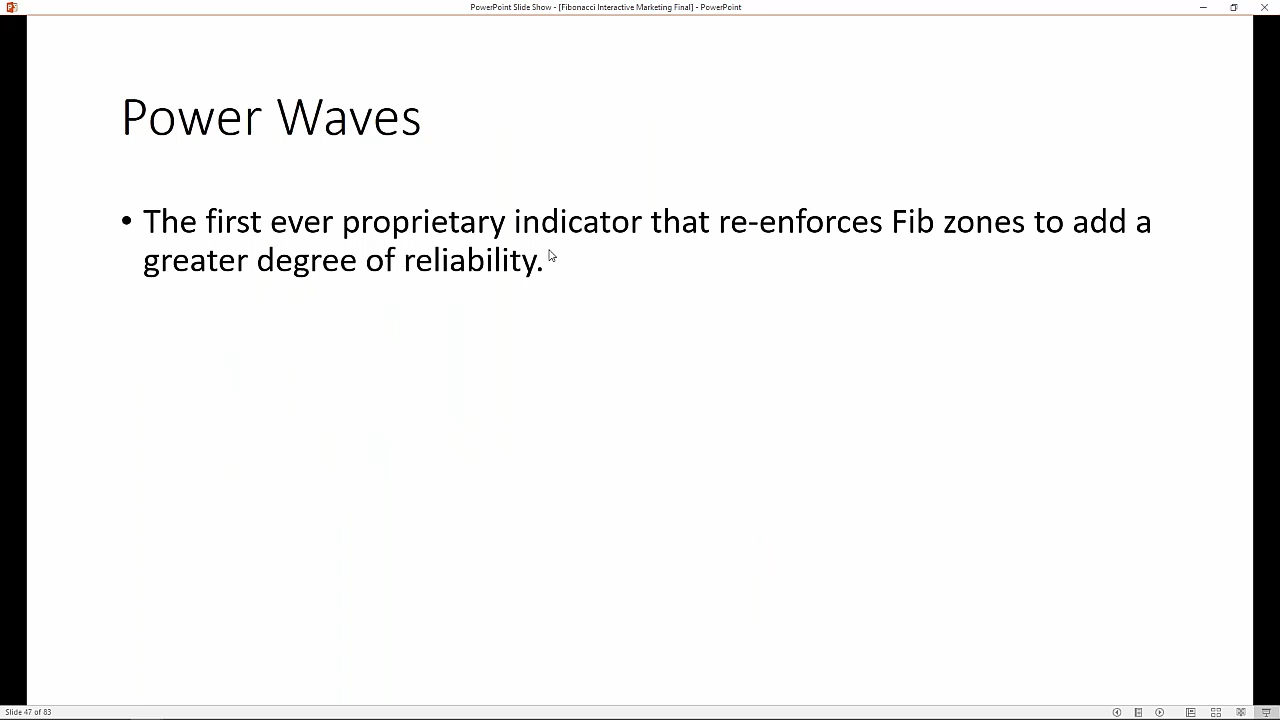 PowerPoint Slide Show - [Fibonacci Interactive Marketing Final] - PowerPoint
Power Waves
• The first ever proprietary indicator that re-enforces Fib zones to add a
greater degree of reliability.
Slide 47 of 83